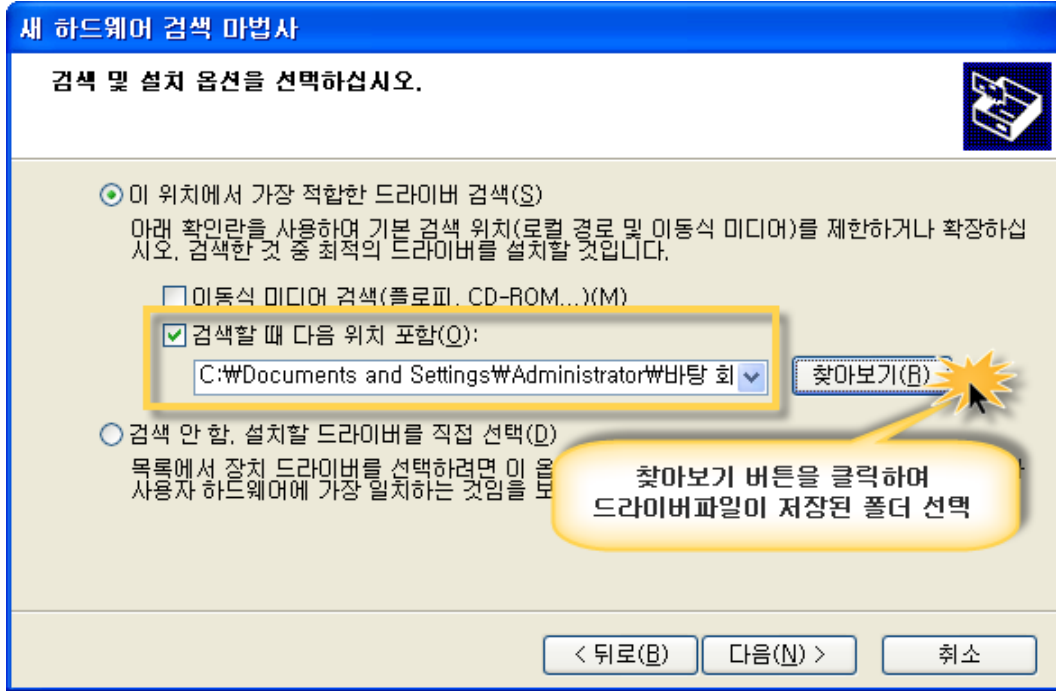 새 하드웨어 검색 마법사
검색 및 설치 옵션을 선택하십시오.
이 위치에서 가장 적합한 드라이버 검색(S)
아래 확인란을 사용하여 기본 검색 위치(로컬 경로 및 이동식 미디어)를 제한하거나 확장하십
시오. 검색한 것 중 최적의 드라이버를 설치할 것입니다.
이동식 미디어 검색(플로피, CD-ROM...)(M)
검색할 때 다음 위치 포함(O):
C:₩Documents and Settings₩Administrator₩바탕 화
찾아보기(R)
검색 안 함. 설치할 드라이버를 직접 선택(D)
목록에서 장치 드라이버를 선택하려면 이
사용자 하드웨어에 가장 일치하는 것임을
찾아보기 버튼을 클릭하여
드라이버파일이 저장된 폴더 선택
< 뒤로(B) 다음(N) > 취소